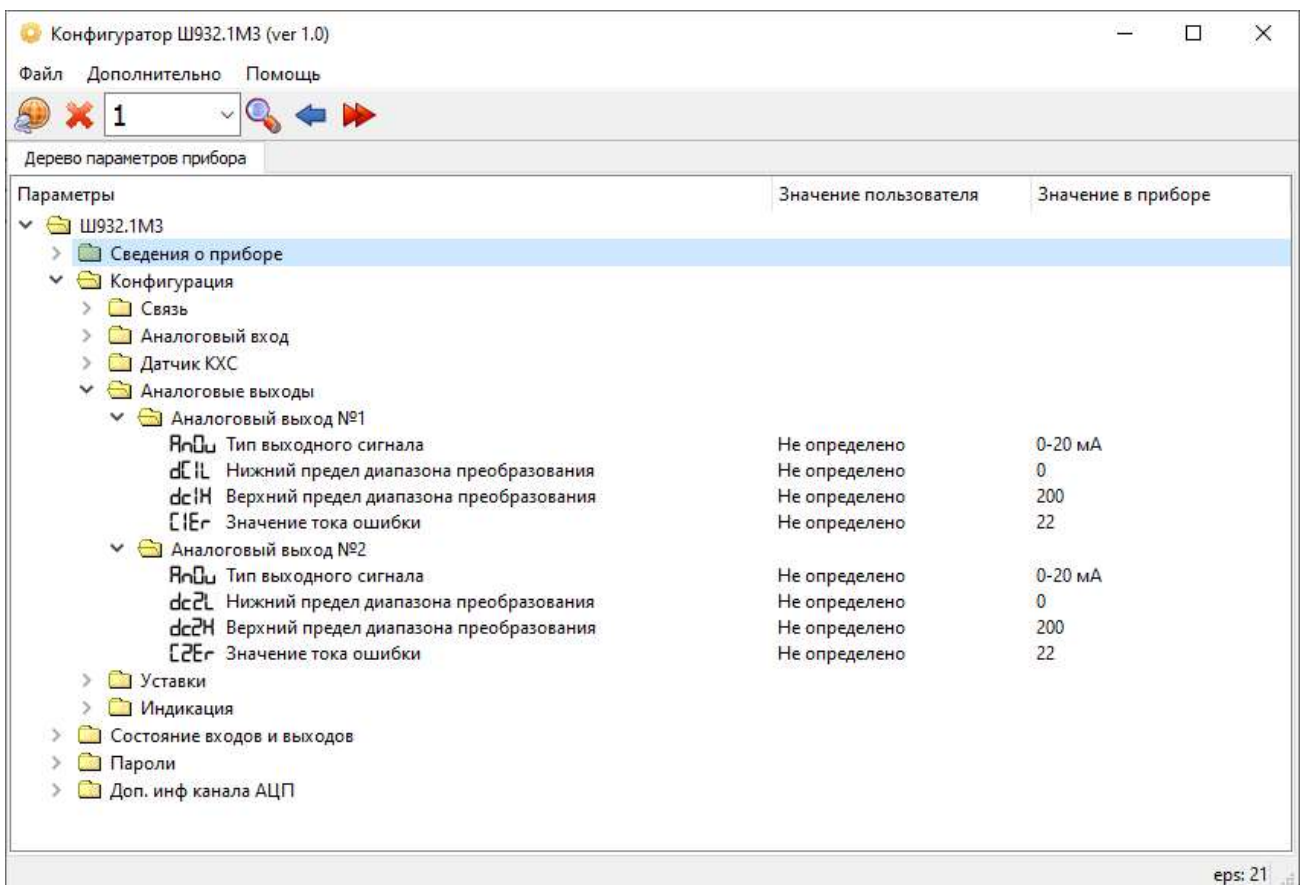 Конфигуратор Ш932.1М3 (ver 1.0)
Файл Дополнительно Помощь
1
Дерево параметров прибора
Параметры Значение пользователя Значение в приборе
Ш932.1М3
Сведения о приборе
Конфигурация
Связь
Аналоговый вход
Датчик КХС
Аналоговые выходы
Аналоговый выход №1
AnOu Тип выходного сигнала Не определено 0-20 мА
dC1L Нижний предел диапазона преобразования Не определено 0
dc1H Верхний предел диапазона преобразования Не определено 200
C1Er Значение тока ошибки Не определено 22
Аналоговый выход №2
AnOu Тип выходного сигнала Не определено 0-20 мА
dc2L Нижний предел диапазона преобразования Не определено 0
dc2H Верхний предел диапазона преобразования Не определено 200
C2Er Значение тока ошибки Не определено 22
Уставки
Индикация
Состояние входов и выходов
Пароли
Доп. инф канала АЦП
eps: 21